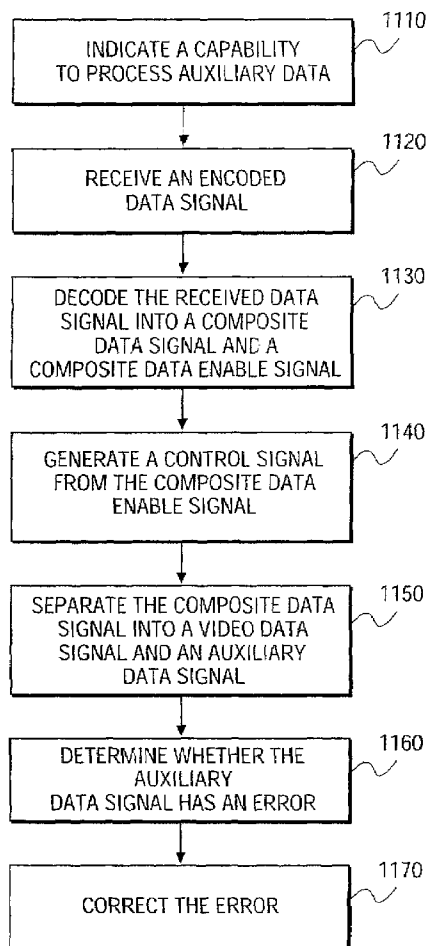 1110
INDICATE A CAPABILITY
TO PROCESS AUXILIARY DATA
1120
RECEIVE AN ENCODED
DATA SIGNAL
1130
DECODE THE RECEIVED DATA
SIGNAL INTO A COMPOSITE
DATA SIGNAL AND A
COMPOSITE DATA ENABLE SIGNAL
1140
GENERATE A CONTROL SIGNAL
FROM THE COMPOSITE DATA
ENABLE SIGNAL
1150
SEPARATE THE COMPOSITE DATA
SIGNAL INTO A VIDEO DATA
SIGNAL AND AN AUXILIARY
DATA SIGNAL
1160
DETERMINE WHETHER THE
AUXILIARY
DATA SIGNAL HAS AN ERROR
1170
CORRECT THE ERROR